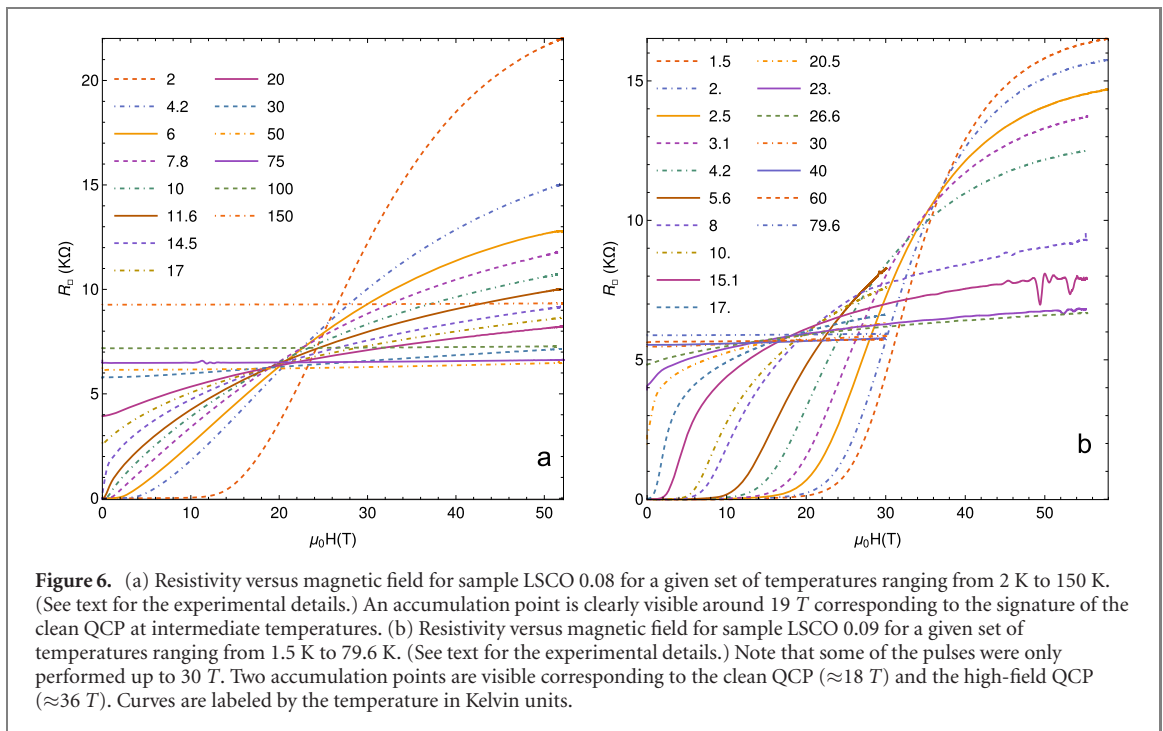 20
15
10
5
0
R□ (KΩ)
2
4.2
6
7.8
10
11.6
14.5
17
20
30
50
75
100
150
a
0 10 20 30 40 50
μ0H(T)
15
10
5
0
R□ (KΩ)
1.5
2.
2.5
3.1
4.2
5.6
8
10.
15.1
17.
20.5
23.
26.6
30
40
60
79.6
b
0 10 20 30 40 50
μ0H(T)
Figure 6. (a) Resistivity versus magnetic field for sample LSCO 0.08 for a given set of temperatures ranging from 2 K to 150 K.
(See text for the experimental details.) An accumulation point is clearly visible around 19 T corresponding to the signature of the
clean QCP at intermediate temperatures. (b) Resistivity versus magnetic field for sample LSCO 0.09 for a given set of
temperatures ranging from 1.5 K to 79.6 K. (See text for the experimental details.) Note that some of the pulses were only
performed up to 30 T. Two accumulation points are visible corresponding to the clean QCP (≈18 T) and the high-field QCP
(≈36 T). Curves are labeled by the temperature in Kelvin units.